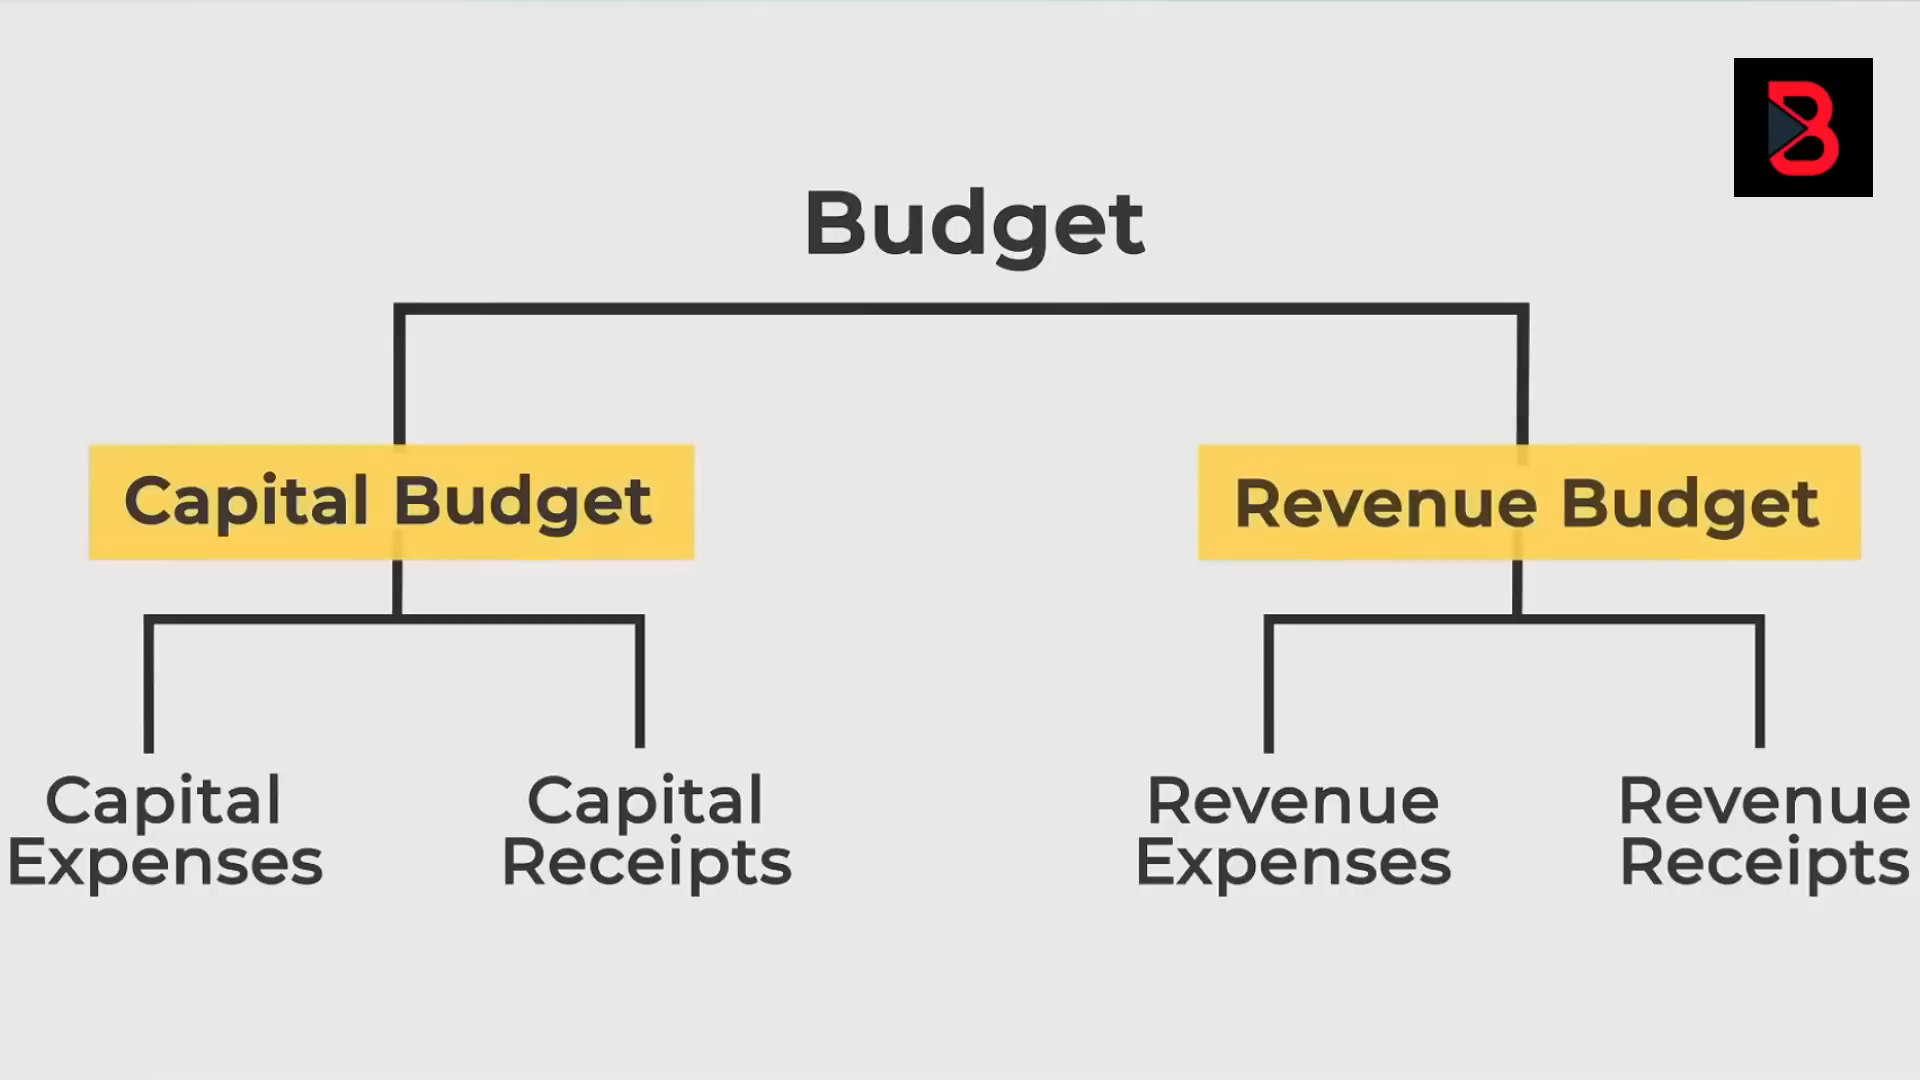 Budget
Capital Budget
Revenue Budget
Capital
Expenses
Capital
Receipts
Revenue
Expenses
Revenue
Receipts